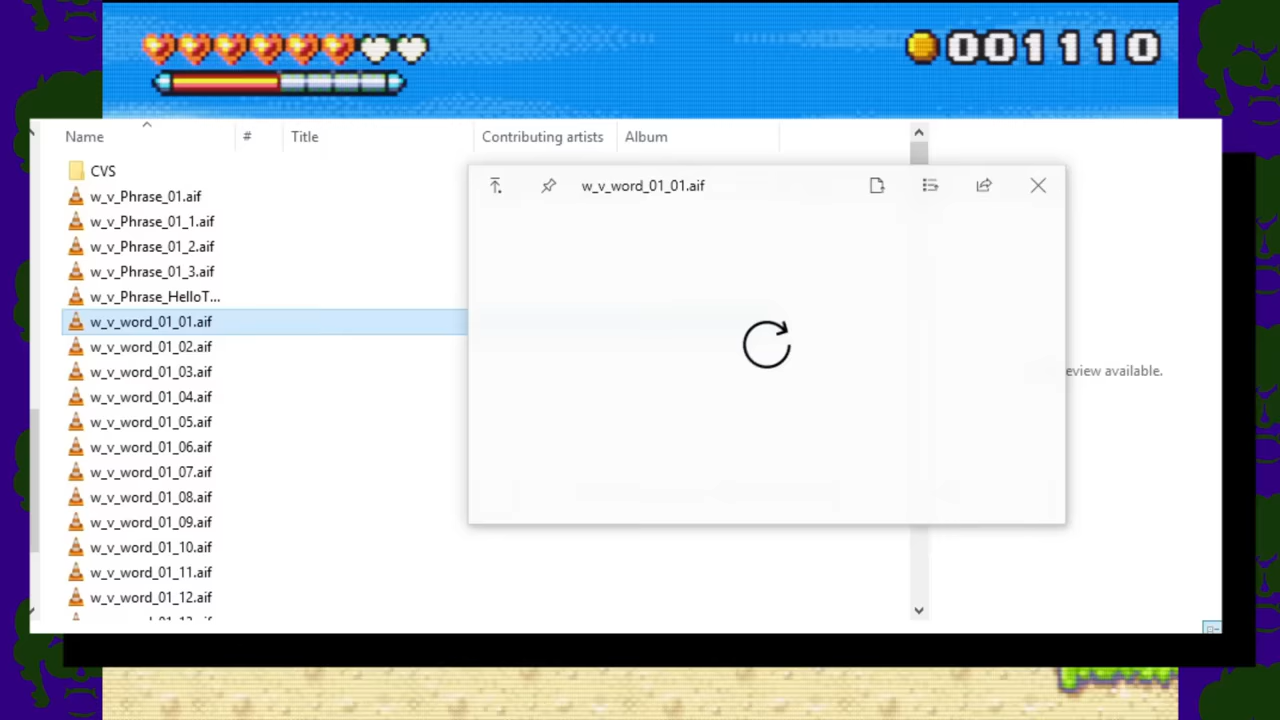 001110
Name # Title Contributing artists Album
CVS
w_v_Phrase_01.aif
w_v_Phrase_01_1.aif
w_v_Phrase_01_2.aif
w_v_Phrase_01_3.aif
w_v_Phrase_HelloT...
w_v_word_01_01.aif
w_v_word_01_02.aif
w_v_word_01_03.aif
w_v_word_01_04.aif
w_v_word_01_05.aif
w_v_word_01_06.aif
w_v_word_01_07.aif
w_v_word_01_08.aif
w_v_word_01_09.aif
w_v_word_01_10.aif
w_v_word_01_11.aif
w_v_word_01_12.aif
w_v_word_01_01.aif
eview available.